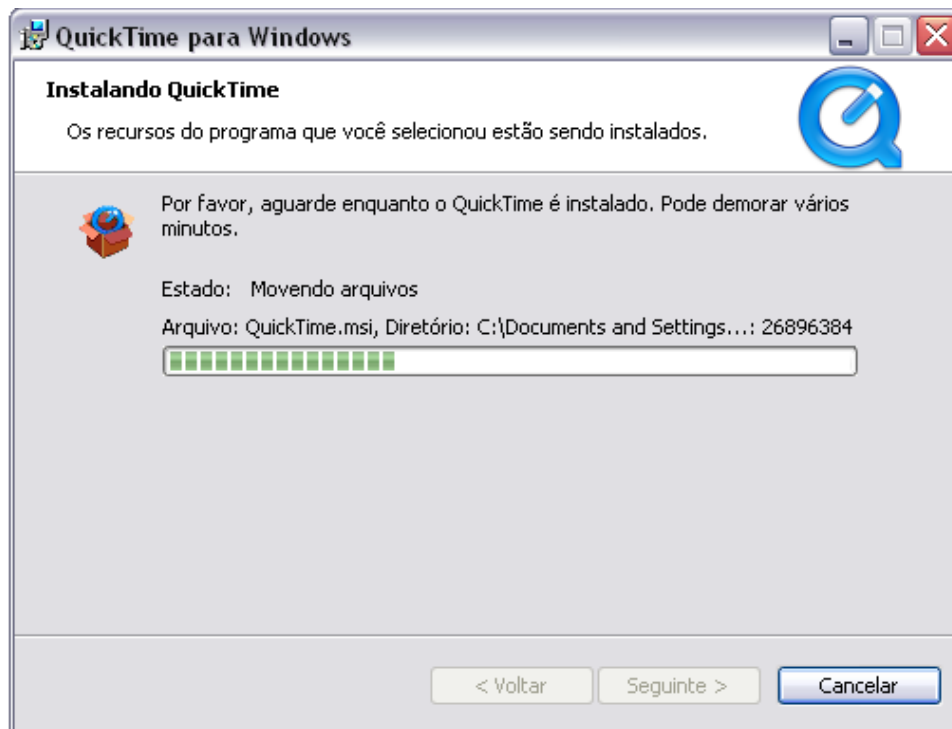 QuickTime para Windows
Instalando QuickTime
Os recursos do programa que você selecionou estão sendo instalados.
Por favor, aguarde enquanto o QuickTime é instalado. Pode demorar vários
minutos.
Estado: Movendo arquivos
Arquivo: QuickTime.msi, Diretório: C:\Documents and Settings...: 26896384
< Voltar Seguinte > Cancelar